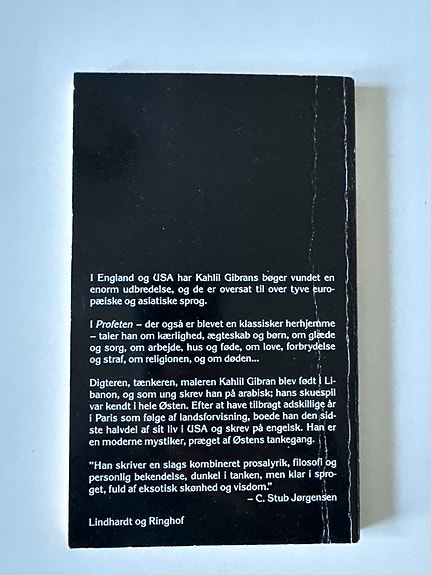 I England og USA har Kahlil Gibrans bøger vundet en
enorm udbredelse, og de er oversat til over tyve euro-
pæiske og asiatiske sprog.
I Profeten – der også er blevet en klassiker herhjemme
– taler han om kærlighed, ægteskab og børn, om glæde
og sorg, om arbejde, hus og føde, om love, forbrydelse
og straf, om religionen, og om døden...
Digteren, tænkeren, maleren Kahlil Gibran blev født i Li-
banon, og som ung skrev han på arabisk; hans skuespil
var kendt i hele Østen. Efter at have tilbragt adskillige år
i Paris som følge af landsforvisning, boede han den sid-
ste halvdel af sit liv i USA og skrev på engelsk. Han er
en moderne mystiker, præget af Østens tankegang.
"Han skriver en slags kombineret prosalyrik, filosofi og
personlig bekendelse, dunkel i tanken, men klar i spro-
get, fuld af eksotisk skønhed og visdom."
– C. Stub Jørgensen
Lindhardt og Ringhof